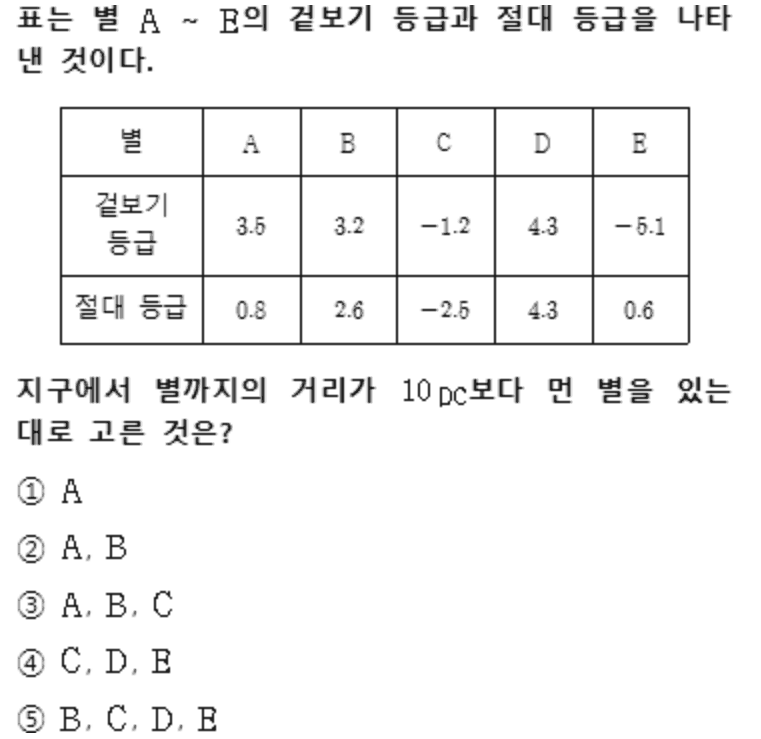 표는 별 A ~ E의 겉보기 등급과 절대 등급을 나타
낸 것이다.
별 A B C D E
겉보기
등급 3.5 3.2 −1.2 4.3 −5.1
절대 등급 0.8 2.6 −2.5 4.3 0.6
지구에서 별까지의 거리가 10 pc보다 먼 별을 있는
대로 고른 것은?
① A
② A, B
③ A, B, C
④ C, D, E
⑤ B, C, D, E